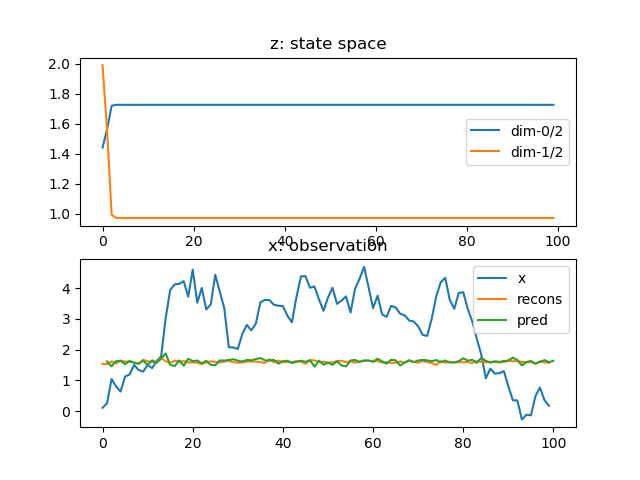 z: state space
2.0
1.8
1.6
1.4
1.2
1.0
dim-0/2
dim-1/2
0 20 40 60 80 100
x: observation
4
3
2
1
0
x
recons
pred
0 20 40 60 80 100